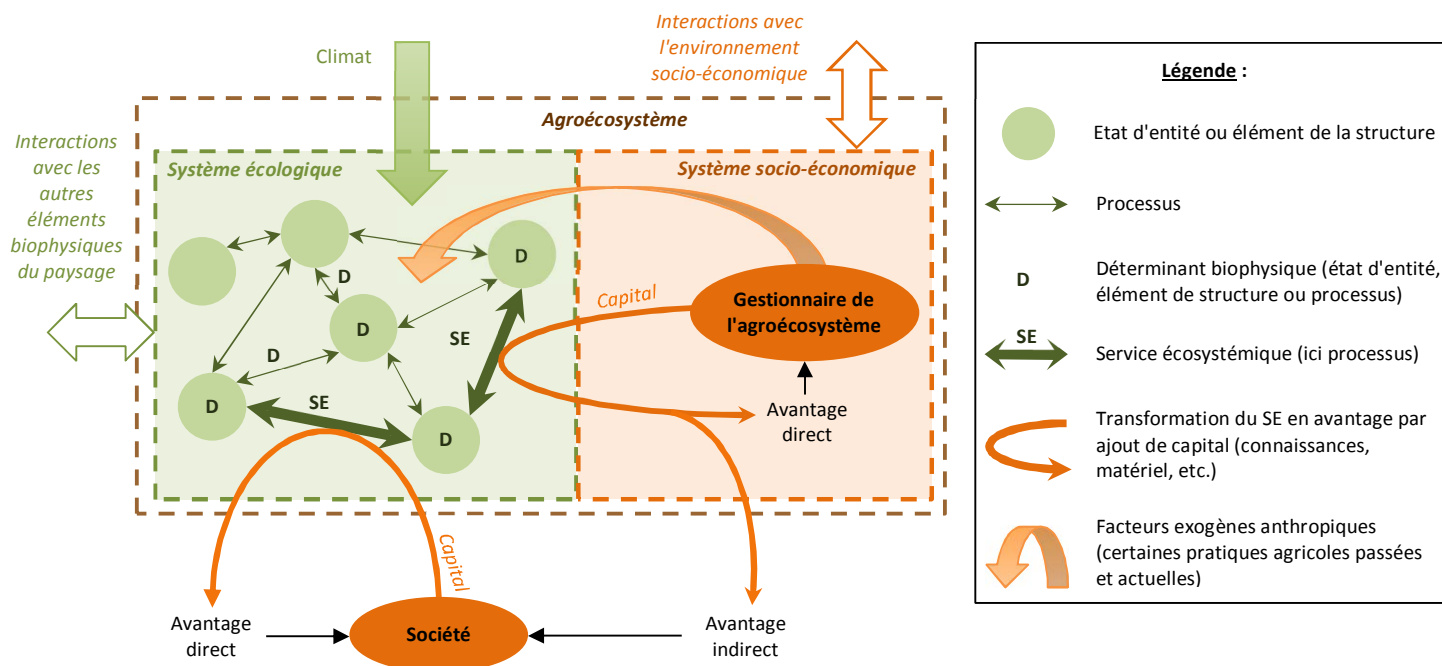 Climat
Interactions avec
l'environnement
socio-économique
Agroécosystème
Interactions
avec les
autres
éléments
biophysiques
du paysage
Système écologique
Système socio-économique
D
D
D
D
D
D
SE
SE
Capital
Gestionnaire de
l'agroécosystème
Avantage
direct
Capital
Avantage
direct
Société
Avantage
indirect
Légende :
Etat d'entité ou élément de la structure
Processus
D
Déterminant biophysique (état d'entité,
élément de structure ou processus)
SE
Service écosystémique (ici processus)
Transformation du SE en avantage par
ajout de capital (connaissances,
matériel, etc.)
Facteurs exogènes anthropiques
(certaines pratiques agricoles passées
et actuelles)